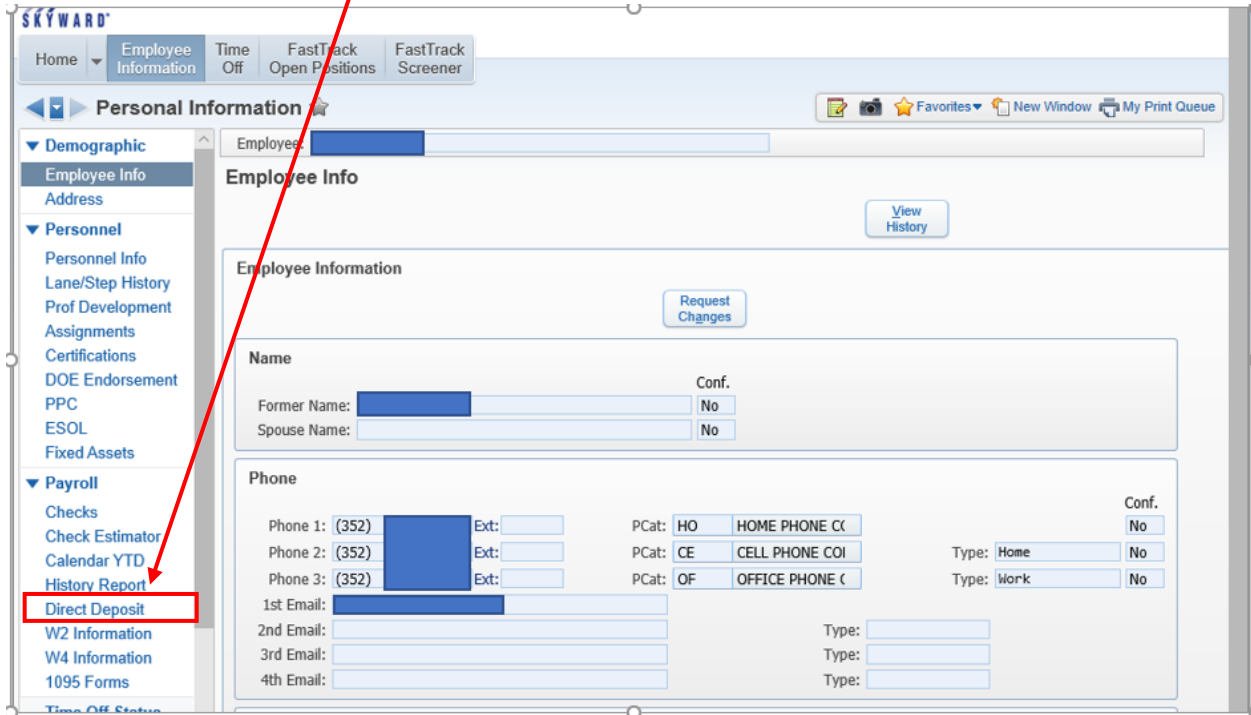 SKYWARD
Home Employee Information Time Off FastTrack Open Positions FastTrack Screener
Personal Information
Favorites New Window My Print Queue
Demographic
Employee Info
Address
Personnel
Personnel Info
Lane/Step History
Prof Development
Assignments
Certifications
DOE Endorsement
PPC
ESOL
Fixed Assets
Payroll
Checks
Check Estimator
Calendar YTD
History Report
Direct Deposit
W2 Information
W4 Information
1095 Forms
Time Off Status
Employee:
Employee Info
View History
Employee Information
Request Changes
Name
Conf.
Former Name: No
Spouse Name: No
Phone
Conf.
Phone 1: (352) Ext: PCat: HO HOME PHONE C( No
Phone 2: (352) Ext: PCat: CE CELL PHONE COI Type: Home No
Phone 3: (352) Ext: PCat: OF OFFICE PHONE ( Type: Work No
1st Email:
2nd Email: Type:
3rd Email: Type:
4th Email: Type: